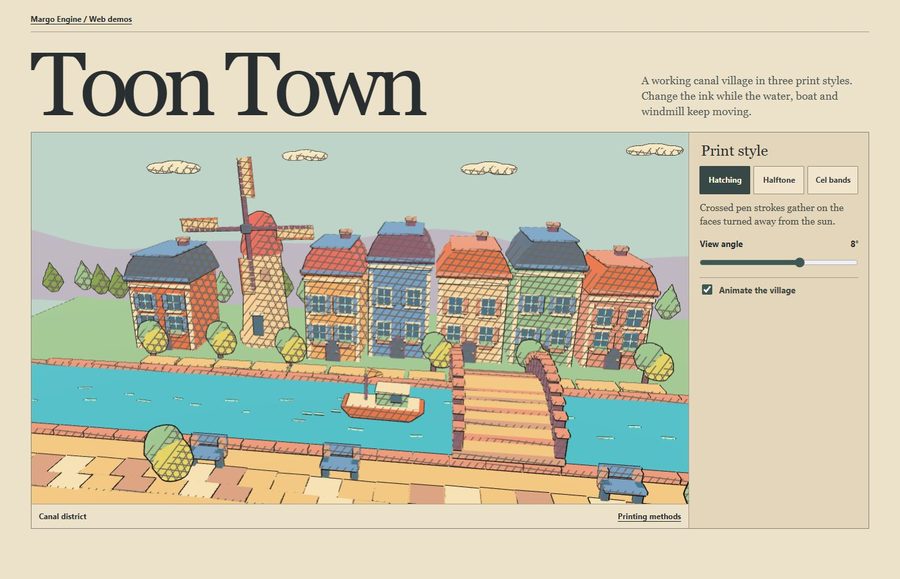 Margo Engine / Web demos
Toon Town
A working canal village in three print styles.
Change the ink while the water, boat and
windmill keep moving.
Print style
Hatching
Halftone
Cel bands
Crossed pen strokes gather on the
faces turned away from the sun.
View angle
8°
Animate the village
Canal district
Printing methods